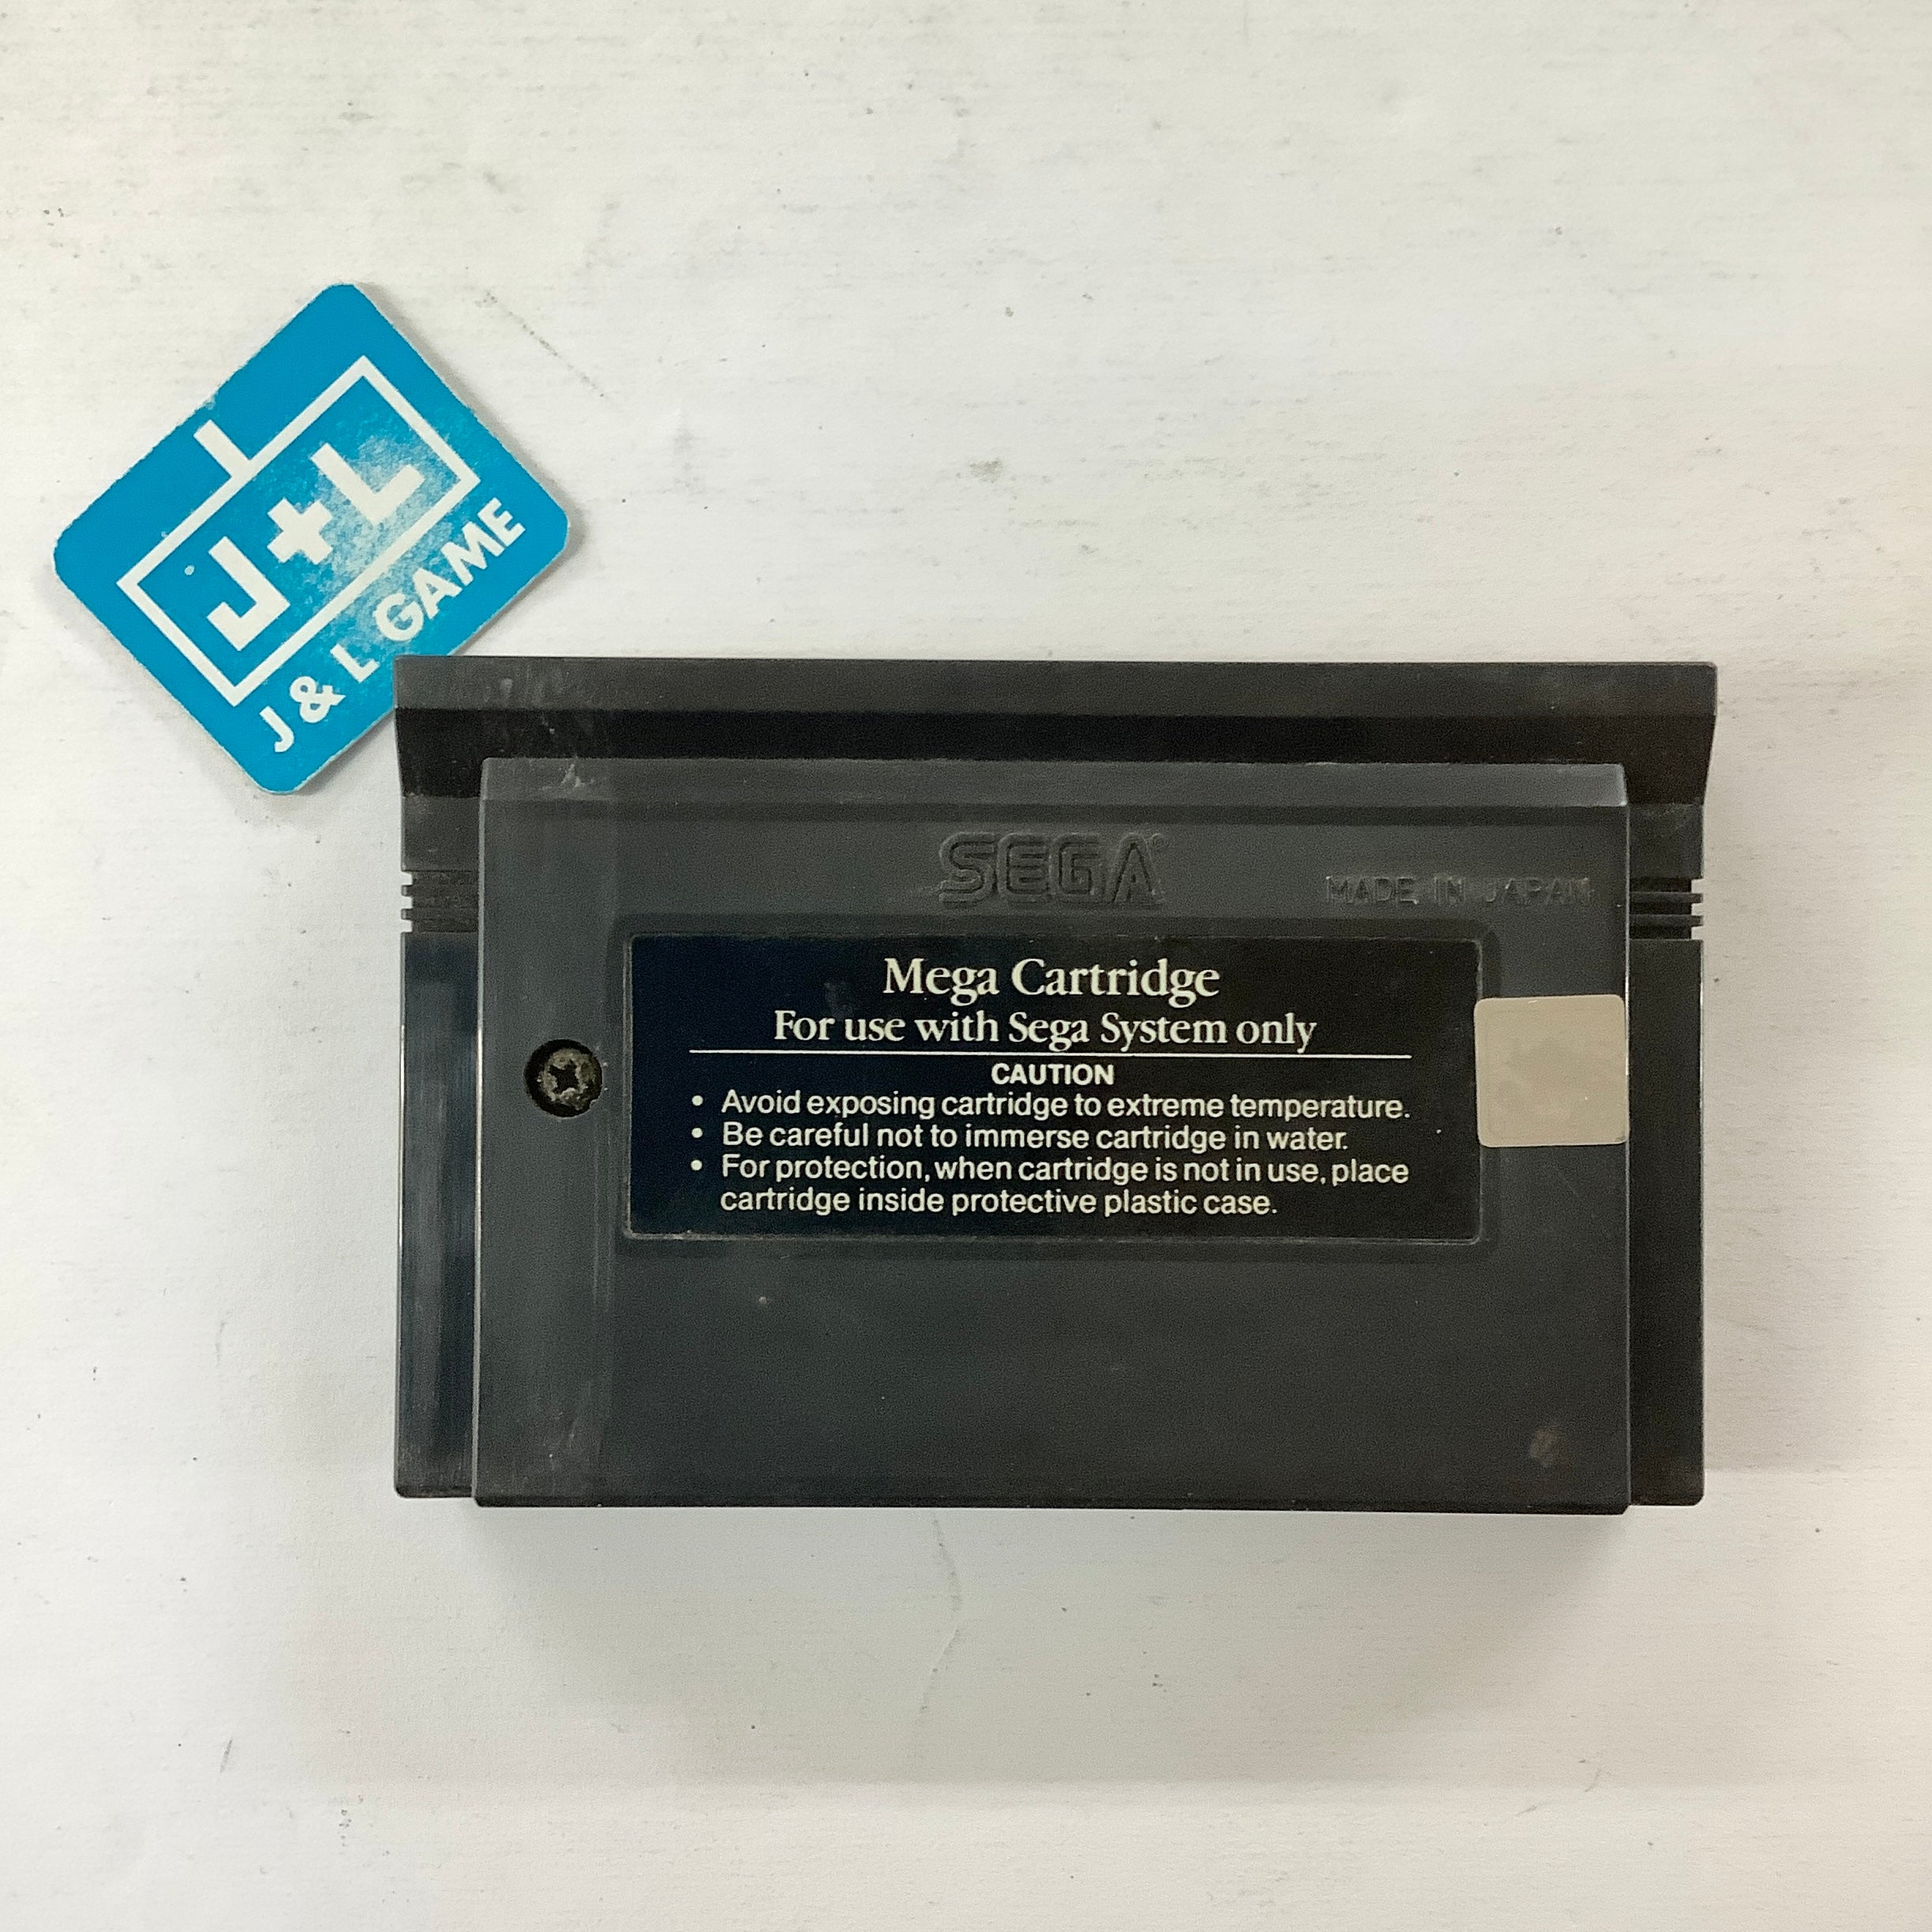 J+L
J & L GAME
SEGA®
MADE IN JAPAN
Mega Cartridge
For use with Sega System only
CAUTION
• Avoid exposing cartridge to extreme temperature.
• Be careful not to immerse cartridge in water.
• For protection, when cartridge is not in use, place
cartridge inside protective plastic case.